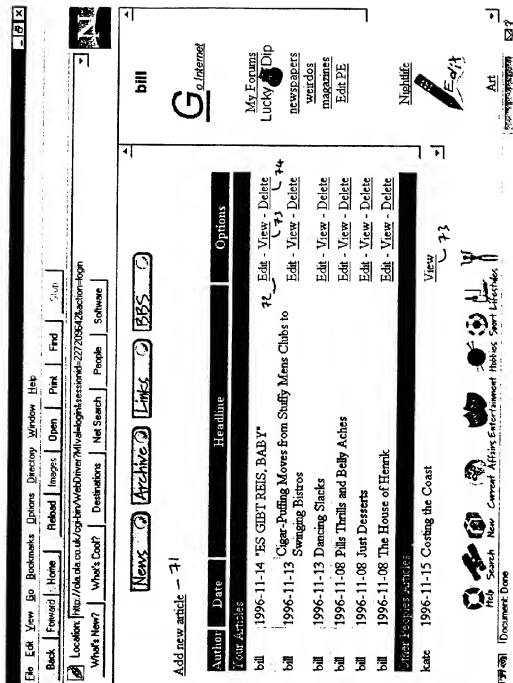 File Edit View Go Bookmarks Options Directory Window Help
Back Forward Home Reload Images Open Print Find Stop
Location: http://ola.ola.co.uk/cgi-bin/WebDriver?MIval=login&sessionid=227209642&action=login
What's New? What's Cool? Destinations Net Search People Software
N
News Archive Links BBS
Add new article - 71
Author Date Headline Options
Your Articles
bill 1996-11-14 "ES GIBT REIS, BABY" Edit - View - Delete
72 73 74
bill 1996-11-13 Cigar-Puffing Moves from Stuffy Mens Clubs to Swinging Bistros Edit - View - Delete
bill 1996-11-13 Dancing Slacks Edit - View - Delete
bill 1996-11-08 Pills Thrills and Belly Aches Edit - View - Delete
bill 1996-11-08 Just Desserts Edit - View - Delete
bill 1996-11-08 The House of Henrik Edit - View - Delete
Other Peoples Articles
kate 1996-11-15 Costing the Coast View
73
bill
Go Internet
My Forums
Lucky Dip
newspapers
weirdos
magazines
Edit PE
Nightlife
Edit
Art
Help Search New Current Affairs Entertainment Hobbies Sport Lifestyles
Document: Done